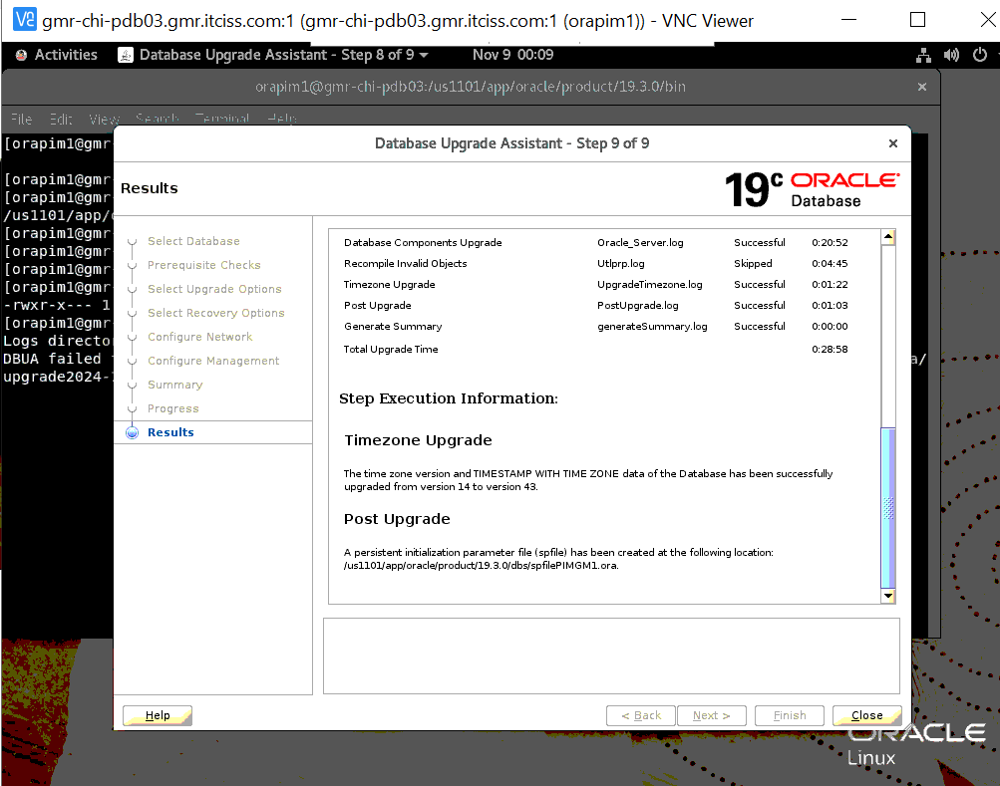 gmr-chi-pdb03.gmr.itciss.com:1 (gmr-chi-pdb03.gmr.itciss.com:1 (orapim1)) - VNC Viewer
Activities Database Upgrade Assistant - Step 8 of 9 Nov 9 00:09
orapim1@gmr-chi-pdb03:/us1101/app/oracle/product/19.3.0/bin
File Edit View Search Terminal Help
[orapim1@gmr-
[orapim1@gmr
[orapim1@gmr
/us1101/app/
[orapim1@gmr
[orapim1@gmr
[orapim1@gmr
[orapim1@gmr
-rwxr-x--- 1
[orapim1@gmr
Logs directo
DBUA failed a/
upgrade2024-
Database Upgrade Assistant - Step 9 of 9
Results
19c ORACLE
Database
Select Database
Prerequisite Checks
Select Upgrade Options
Select Recovery Options
Configure Network
Configure Management
Summary
Progress
Results
Database Components Upgrade Oracle_Server.log Successful 0:20:52
Recompile Invalid Objects Utlprp.log Skipped 0:04:45
Timezone Upgrade UpgradeTimezone.log Successful 0:01:22
Post Upgrade PostUpgrade.log Successful 0:01:03
Generate Summary generateSummary.log Successful 0:00:00
Total Upgrade Time 0:28:58
Step Execution Information:
Timezone Upgrade
The time zone version and TIMESTAMP WITH TIME ZONE data of the Database has been successfully
upgraded from version 14 to version 43.
Post Upgrade
A persistent initialization parameter file (spfile) has been created at the following location:
/us1101/app/oracle/product/19.3.0/dbs/spfilePIMGM1.ora.
Help < Back Next > Finish Close
ORACLE
Linux